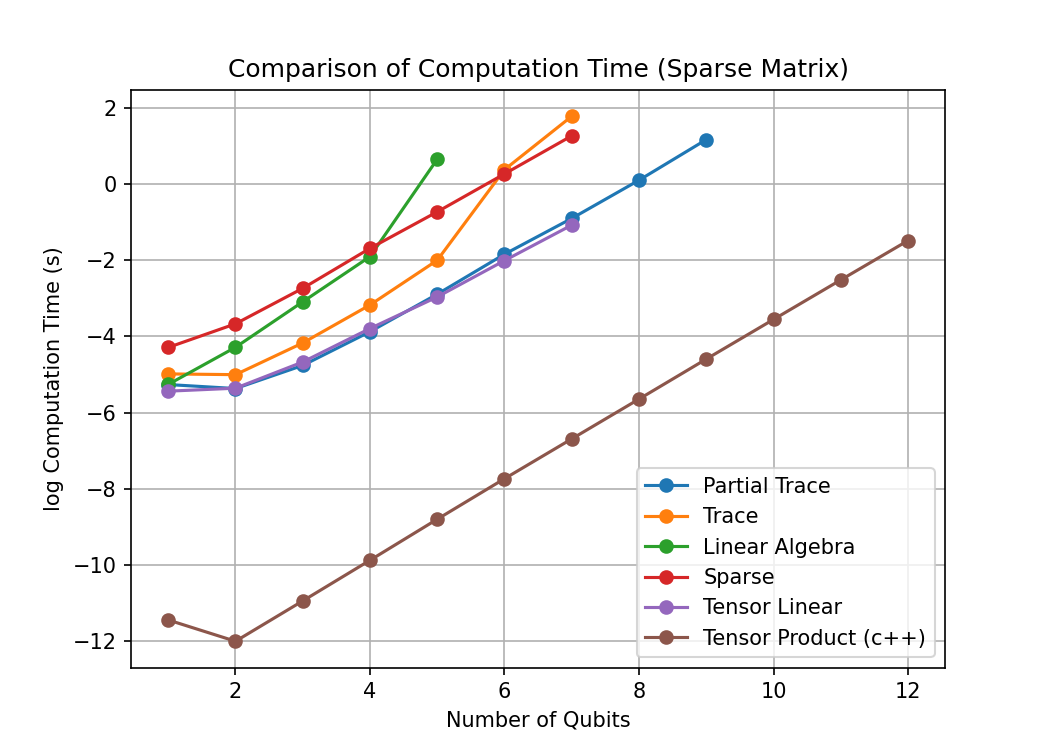 Comparison of Computation Time (Sparse Matrix)
log Computation Time (s)
2
0
−2
−4
−6
−8
−10
−12
Partial Trace
Trace
Linear Algebra
Sparse
Tensor Linear
Tensor Product (c++)
2 4 6 8 10 12
Number of Qubits